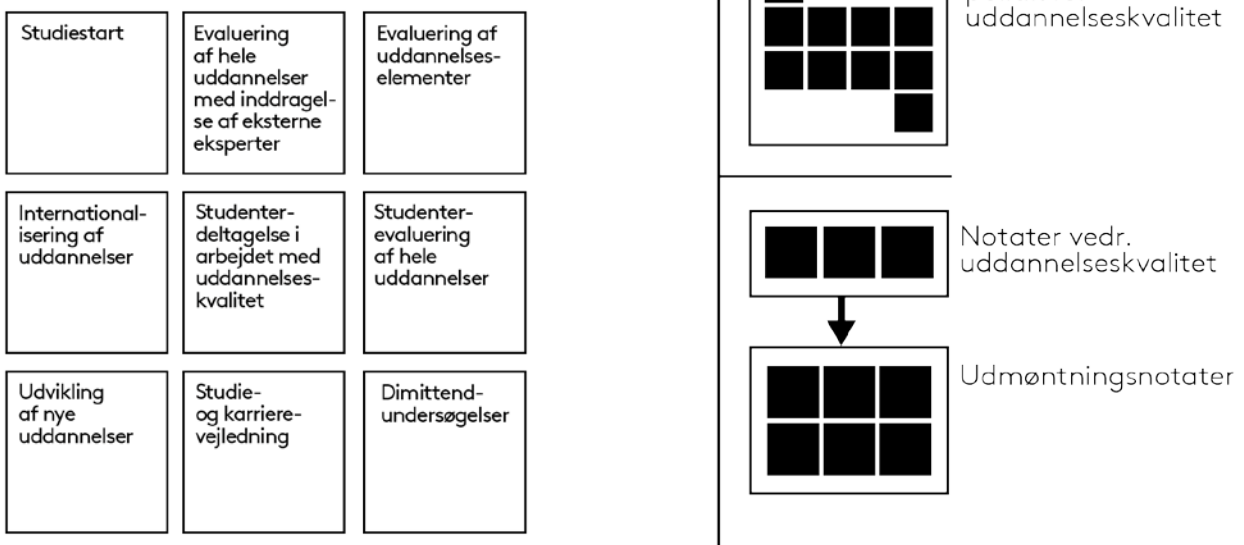 Studiestart
Evaluering
af hele
uddannelser
med inddragel-
se af eksterne
eksperter
Evaluering af
uddannelses-
elementer
International-
isering af
uddannelser
Studenter-
deltagelse i
arbejdet med
uddannelses-
kvalitet
Studenter-
evaluering
af hele
uddannelser
Udvikling
af nye
uddannelser
Studie-
og karriere-
vejledning
Dimittend-
undersøgelser
uddannelseskvalitet
Notater vedr.
uddannelseskvalitet
Udmøntningsnotater